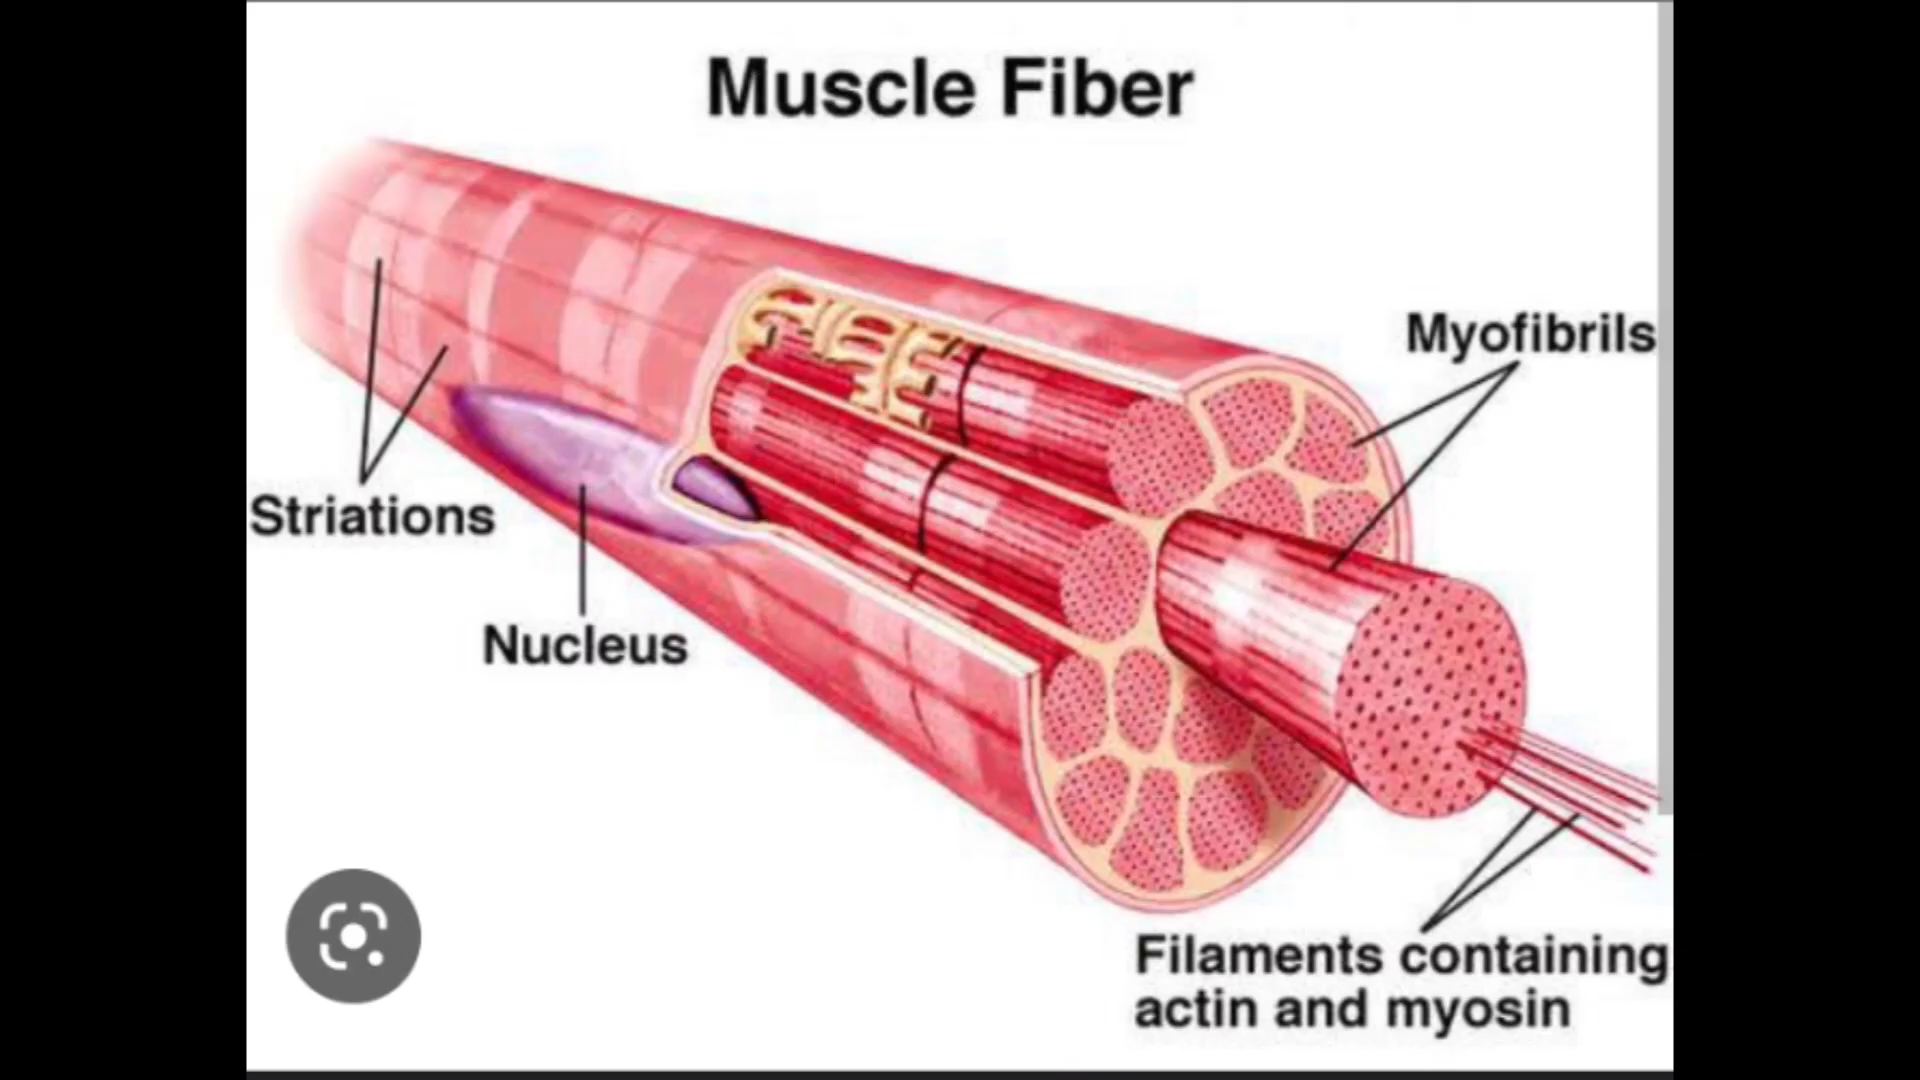 Muscle Fiber
Myofibrils
Striations
Nucleus
Filaments containing
actin and myosin